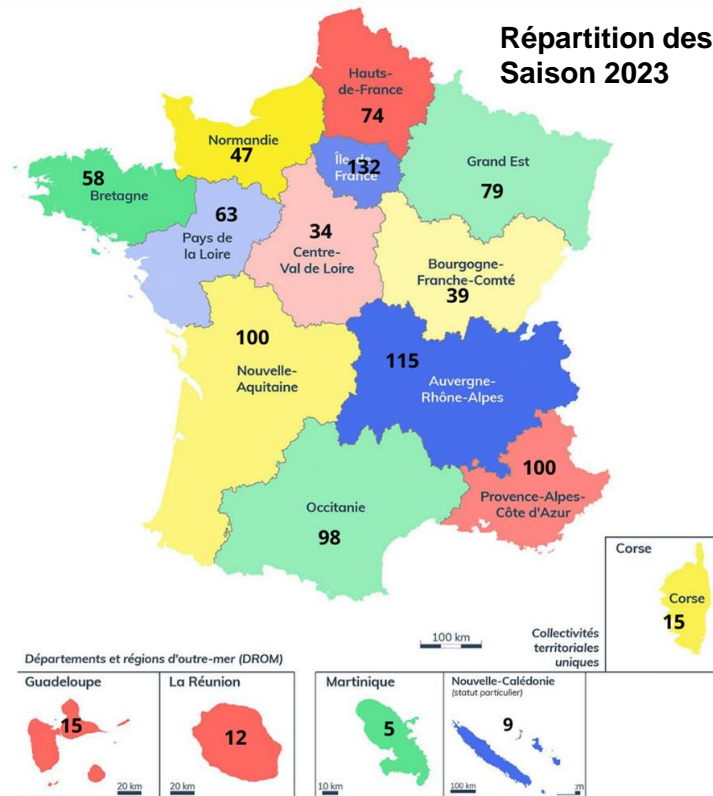 Répartition des
Saison 2023
Hauts-
de-France
74
Normandie
47
Île-de-
France
132
Grand Est
79
58
Bretagne
63
Pays de
la Loire
34
Centre-
Val de Loire
Bourgogne-
Franche-Comté
39
100
Nouvelle-
Aquitaine
115
Auvergne-
Rhône-Alpes
100
Provence-Alpes-
Côte d'Azur
Occitanie
98
Corse
Corse
15
100 km
Collectivités
territoriales
uniques
Départements et régions d'outre-mer (DROM)
Guadeloupe
15
20 km
La Réunion
12
20 km
Martinique
5
10 km
Nouvelle-Calédonie
(statut particulier)
9
100 km